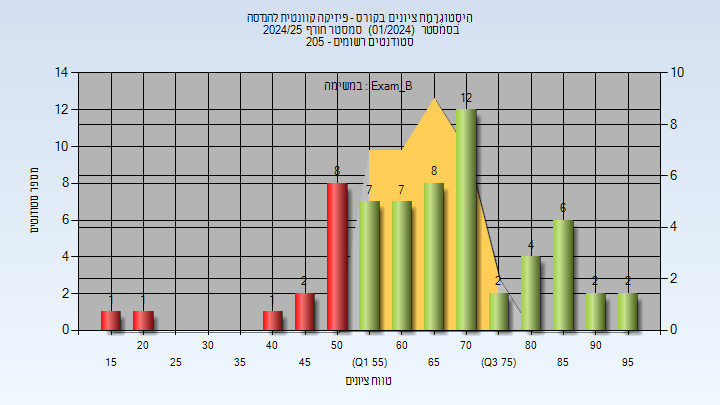 היסטוגרמת ציונים בקורס - פיזיקה קוונטית להנדסה
בסמסטר (01/2024) סמסטר חורף 2024/25
סטודנטים רשומים - 205
במשימה : Exam_B
מספר סטודנטים
14 12 10 8 6 4 2 0
10 8 6 4 2 0
1 1 1 2 8 7 7 8 12 2 4 6 2 2
20 30 40 50 60 70 80 90
15 25 35 45 (Q1 55) 65 (Q3 75) 85 95
טווח ציונים